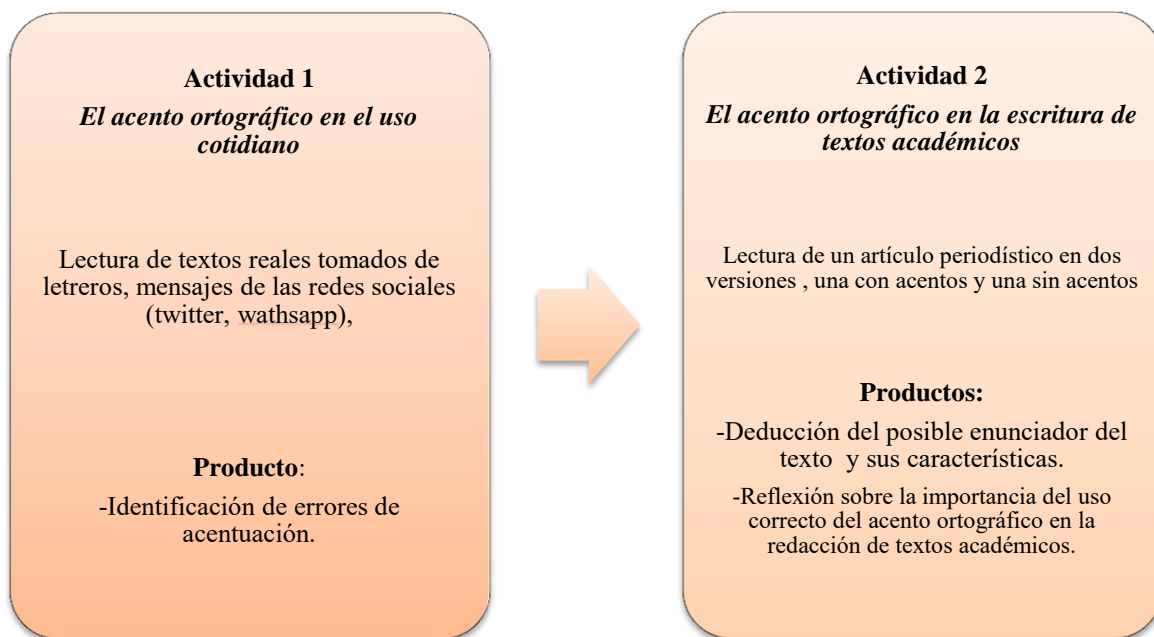 Actividad 1
El acento ortográfico en el uso
cotidiano
Lectura de textos reales tomados de
letreros, mensajes de las redes sociales
(twitter, wathsapp),
Producto:
-Identificación de errores de
acentuación.
Actividad 2
El acento ortográfico en la escritura de
textos académicos
Lectura de un artículo periodístico en dos
versiones , una con acentos y una sin acentos
Productos:
-Deducción del posible enunciador del
texto y sus características.
-Reflexión sobre la importancia del uso
correcto del acento ortográfico en la
redacción de textos académicos.